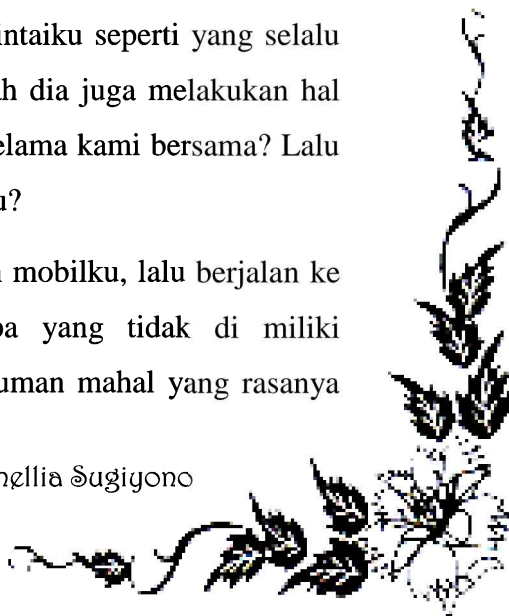 intaiku seperti yang selalu
ah dia juga melakukan hal
elama kami bersama? Lalu
u?
n mobilku, lalu berjalan ke
pa yang tidak di miliki
uman mahal yang rasanya
nellia Sugiyono